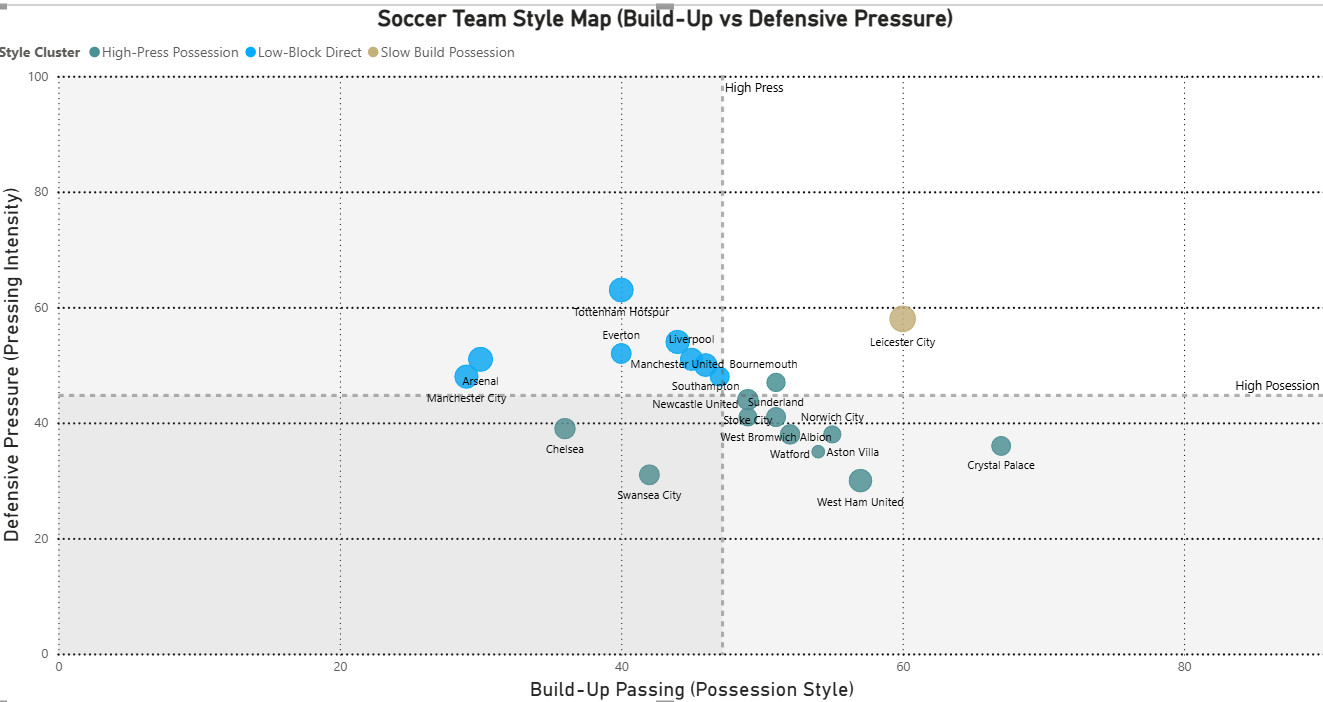 Soccer Team Style Map (Build-Up vs Defensive Pressure)
Style Cluster High-Press Possession Low-Block Direct Slow Build Possession
100
High Press
80
60
Tottenham Hotspur
Everton
Liverpool
Leicester City
Manchester United
Bournemouth
Arsenal
Southampton
High Posession
Manchester City
Newcastle United
Sunderland
40
Stoke City
Norwich City
West Bromwich Albion
Chelsea
Watford
Aston Villa
Crystal Palace
Swansea City
West Ham United
20
0
0 20 40 60 80
Defensive Pressure (Pressing Intensity)
Build-Up Passing (Possession Style)